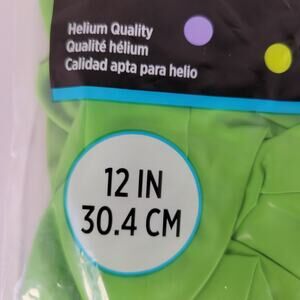 Helium Quality
Qualité hélium
Calidad apta para helio
12 IN
30.4 CM